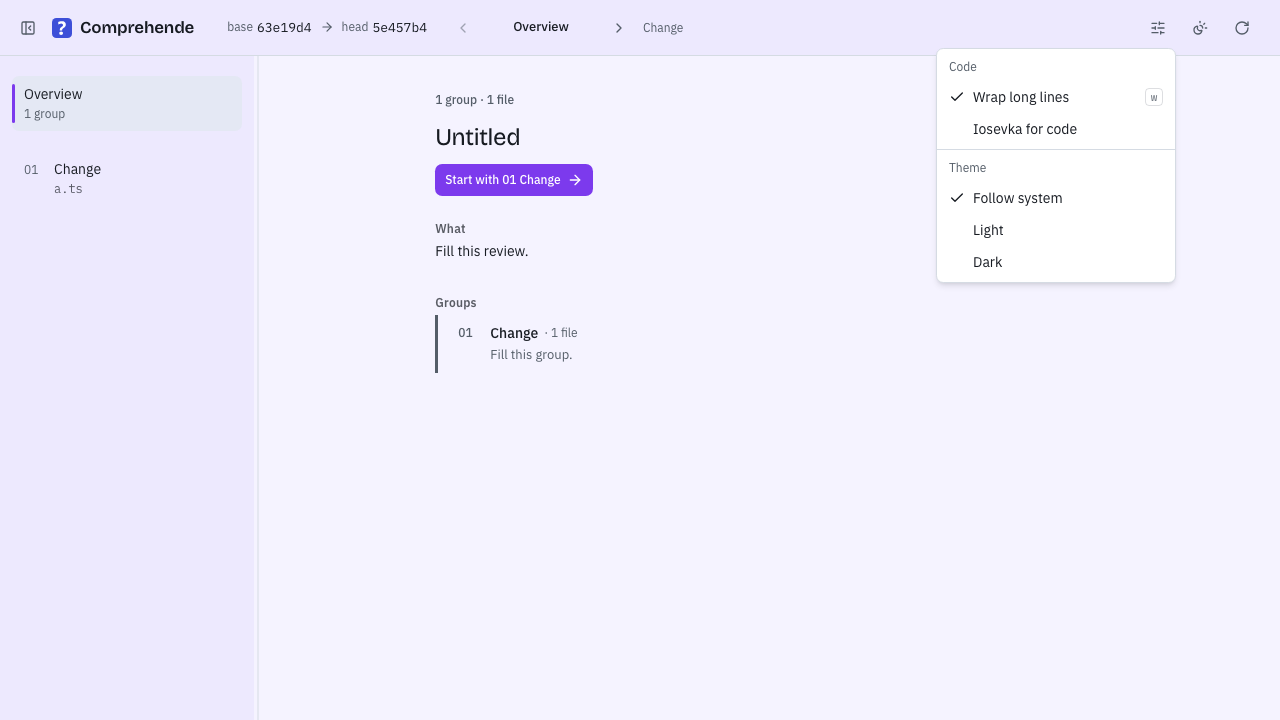 ? Comprehende
base 63e19d4 → head 5e457b4
Overview
Change
Overview
1 group
01 Change
a.ts
1 group · 1 file
Untitled
Start with 01 Change →
What
Fill this review.
Groups
01 Change · 1 file
Fill this group.
Code
Wrap long lines w
Iosevka for code
Theme
Follow system
Light
Dark